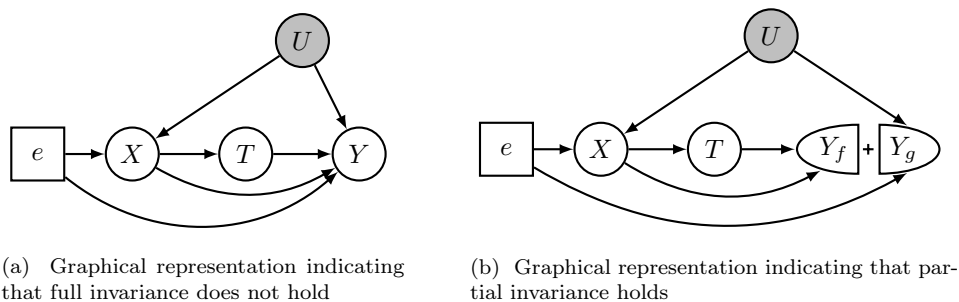 U
e
X
T
Y
(a) Graphical representation indicating
that full invariance does not hold
U
e
X
T
Y_f + Y_g
(b) Graphical representation indicating that par-
tial invariance holds